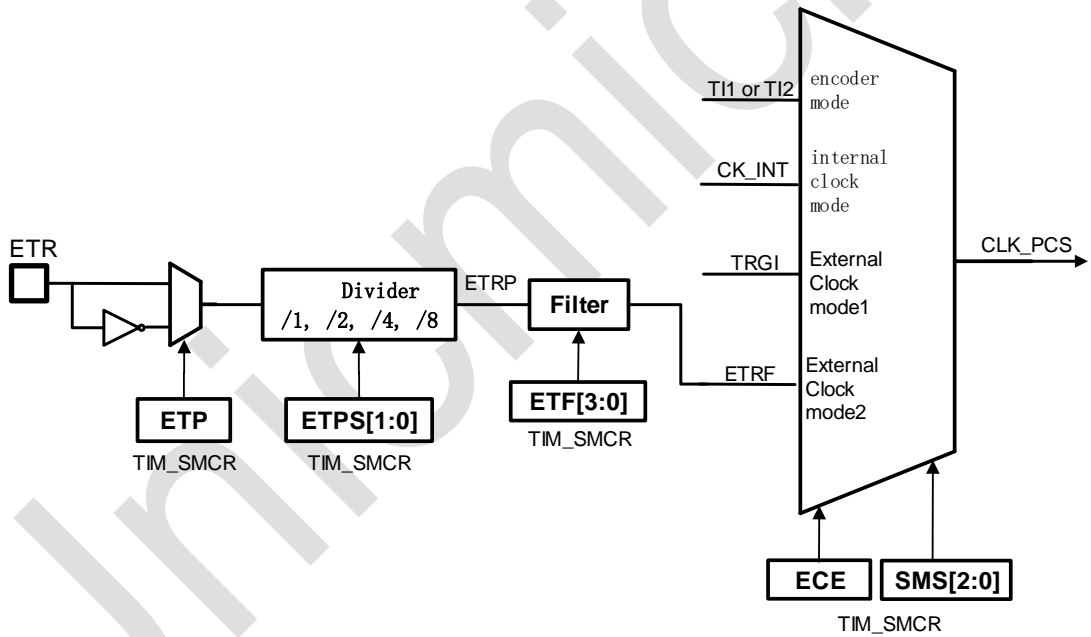 TI1 or TI2
encoder
mode
CK_INT
internal
clock
mode
TRGI
External
Clock
mode1
ETRF
External
Clock
mode2
CLK_PCS
ETR
Divider
/1, /2, /4, /8
ETRP
Filter
ETP
TIM_SMCR
ETPS[1:0]
TIM_SMCR
ETF[3:0]
TIM_SMCR
ECE
SMS[2:0]
TIM_SMCR